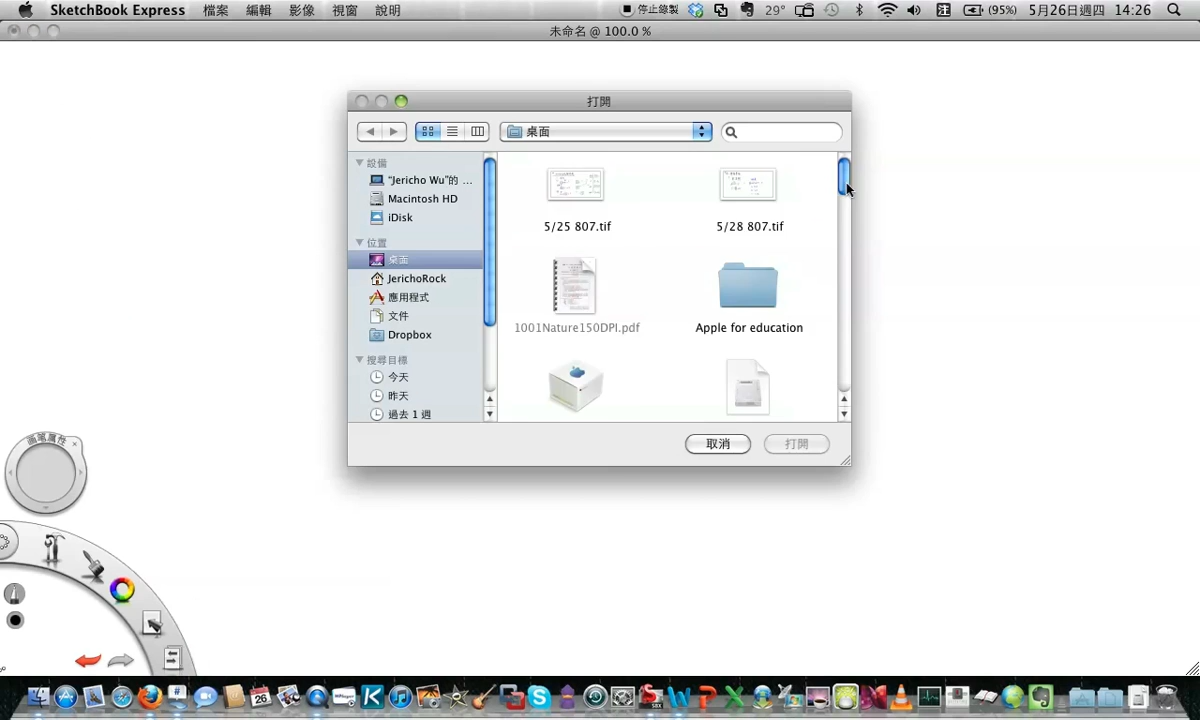 SketchBook Express 檔案 編輯 影像 視窗 說明 停止錄製 29° (95%) 5月26日週四 14:26
未命名 @ 100.0 %
打開
桌面
設備
"Jericho Wu"的 ...
Macintosh HD
iDisk
位置
桌面
JerichoRock
應用程式
文件
Dropbox
搜尋目標
今天
昨天
過去 1 週
5/25 807.tif
5/28 807.tif
1001Nature150DPI.pdf
Apple for education
取消
打開
画笔属性